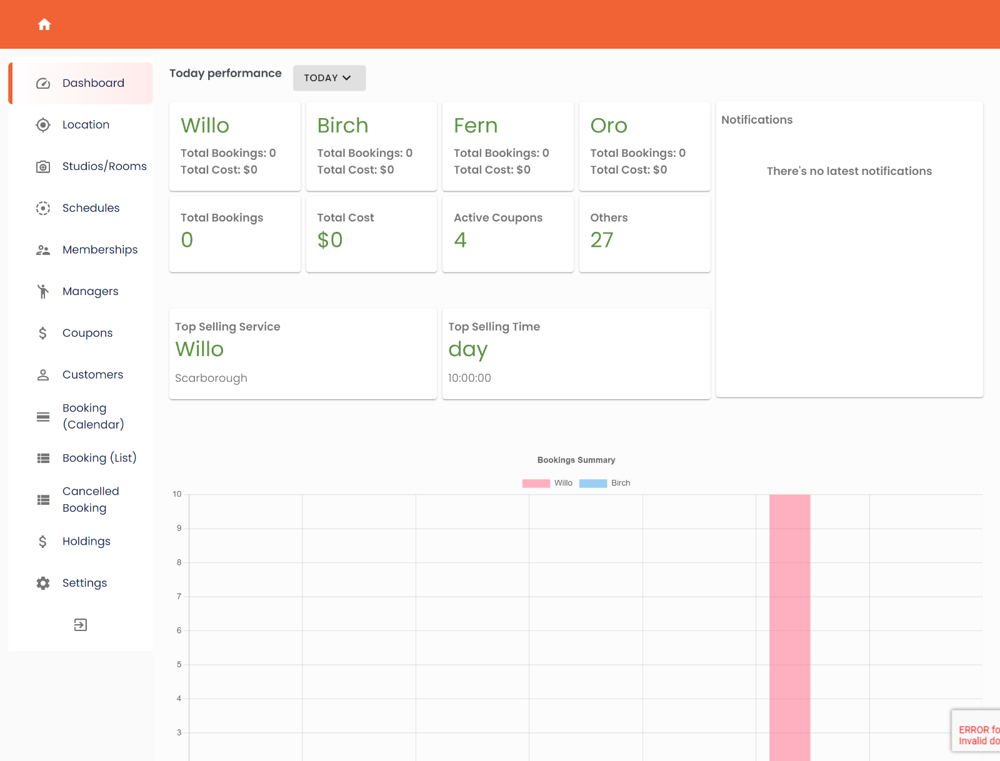 Dashboard
Location
Studios/Rooms
Schedules
Memberships
Managers
Coupons
Customers
Booking
(Calendar)
Booking (List)
Cancelled
Booking
Holdings
Settings
Today performance
TODAY
Willo
Total Bookings: 0
Total Cost: $0
Birch
Total Bookings: 0
Total Cost: $0
Fern
Total Bookings: 0
Total Cost: $0
Oro
Total Bookings: 0
Total Cost: $0
Total Bookings
0
Total Cost
$0
Active Coupons
4
Others
27
Notifications
There's no latest notifications
Top Selling Service
Willo
Scarborough
Top Selling Time
day
10:00:00
Bookings Summary
Willo
Birch
10
9
8
7
6
5
4
3
ERROR
Invalid